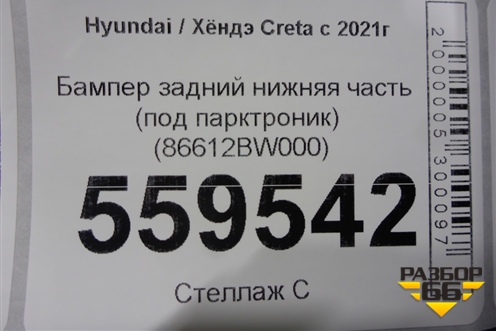 Hyundai / Хёндэ Creta с 2021г
Бампер задний нижняя часть
(под парктроник)
(86612BW000)
559542
Стеллаж С
2000005300097
РАЗБОР
66